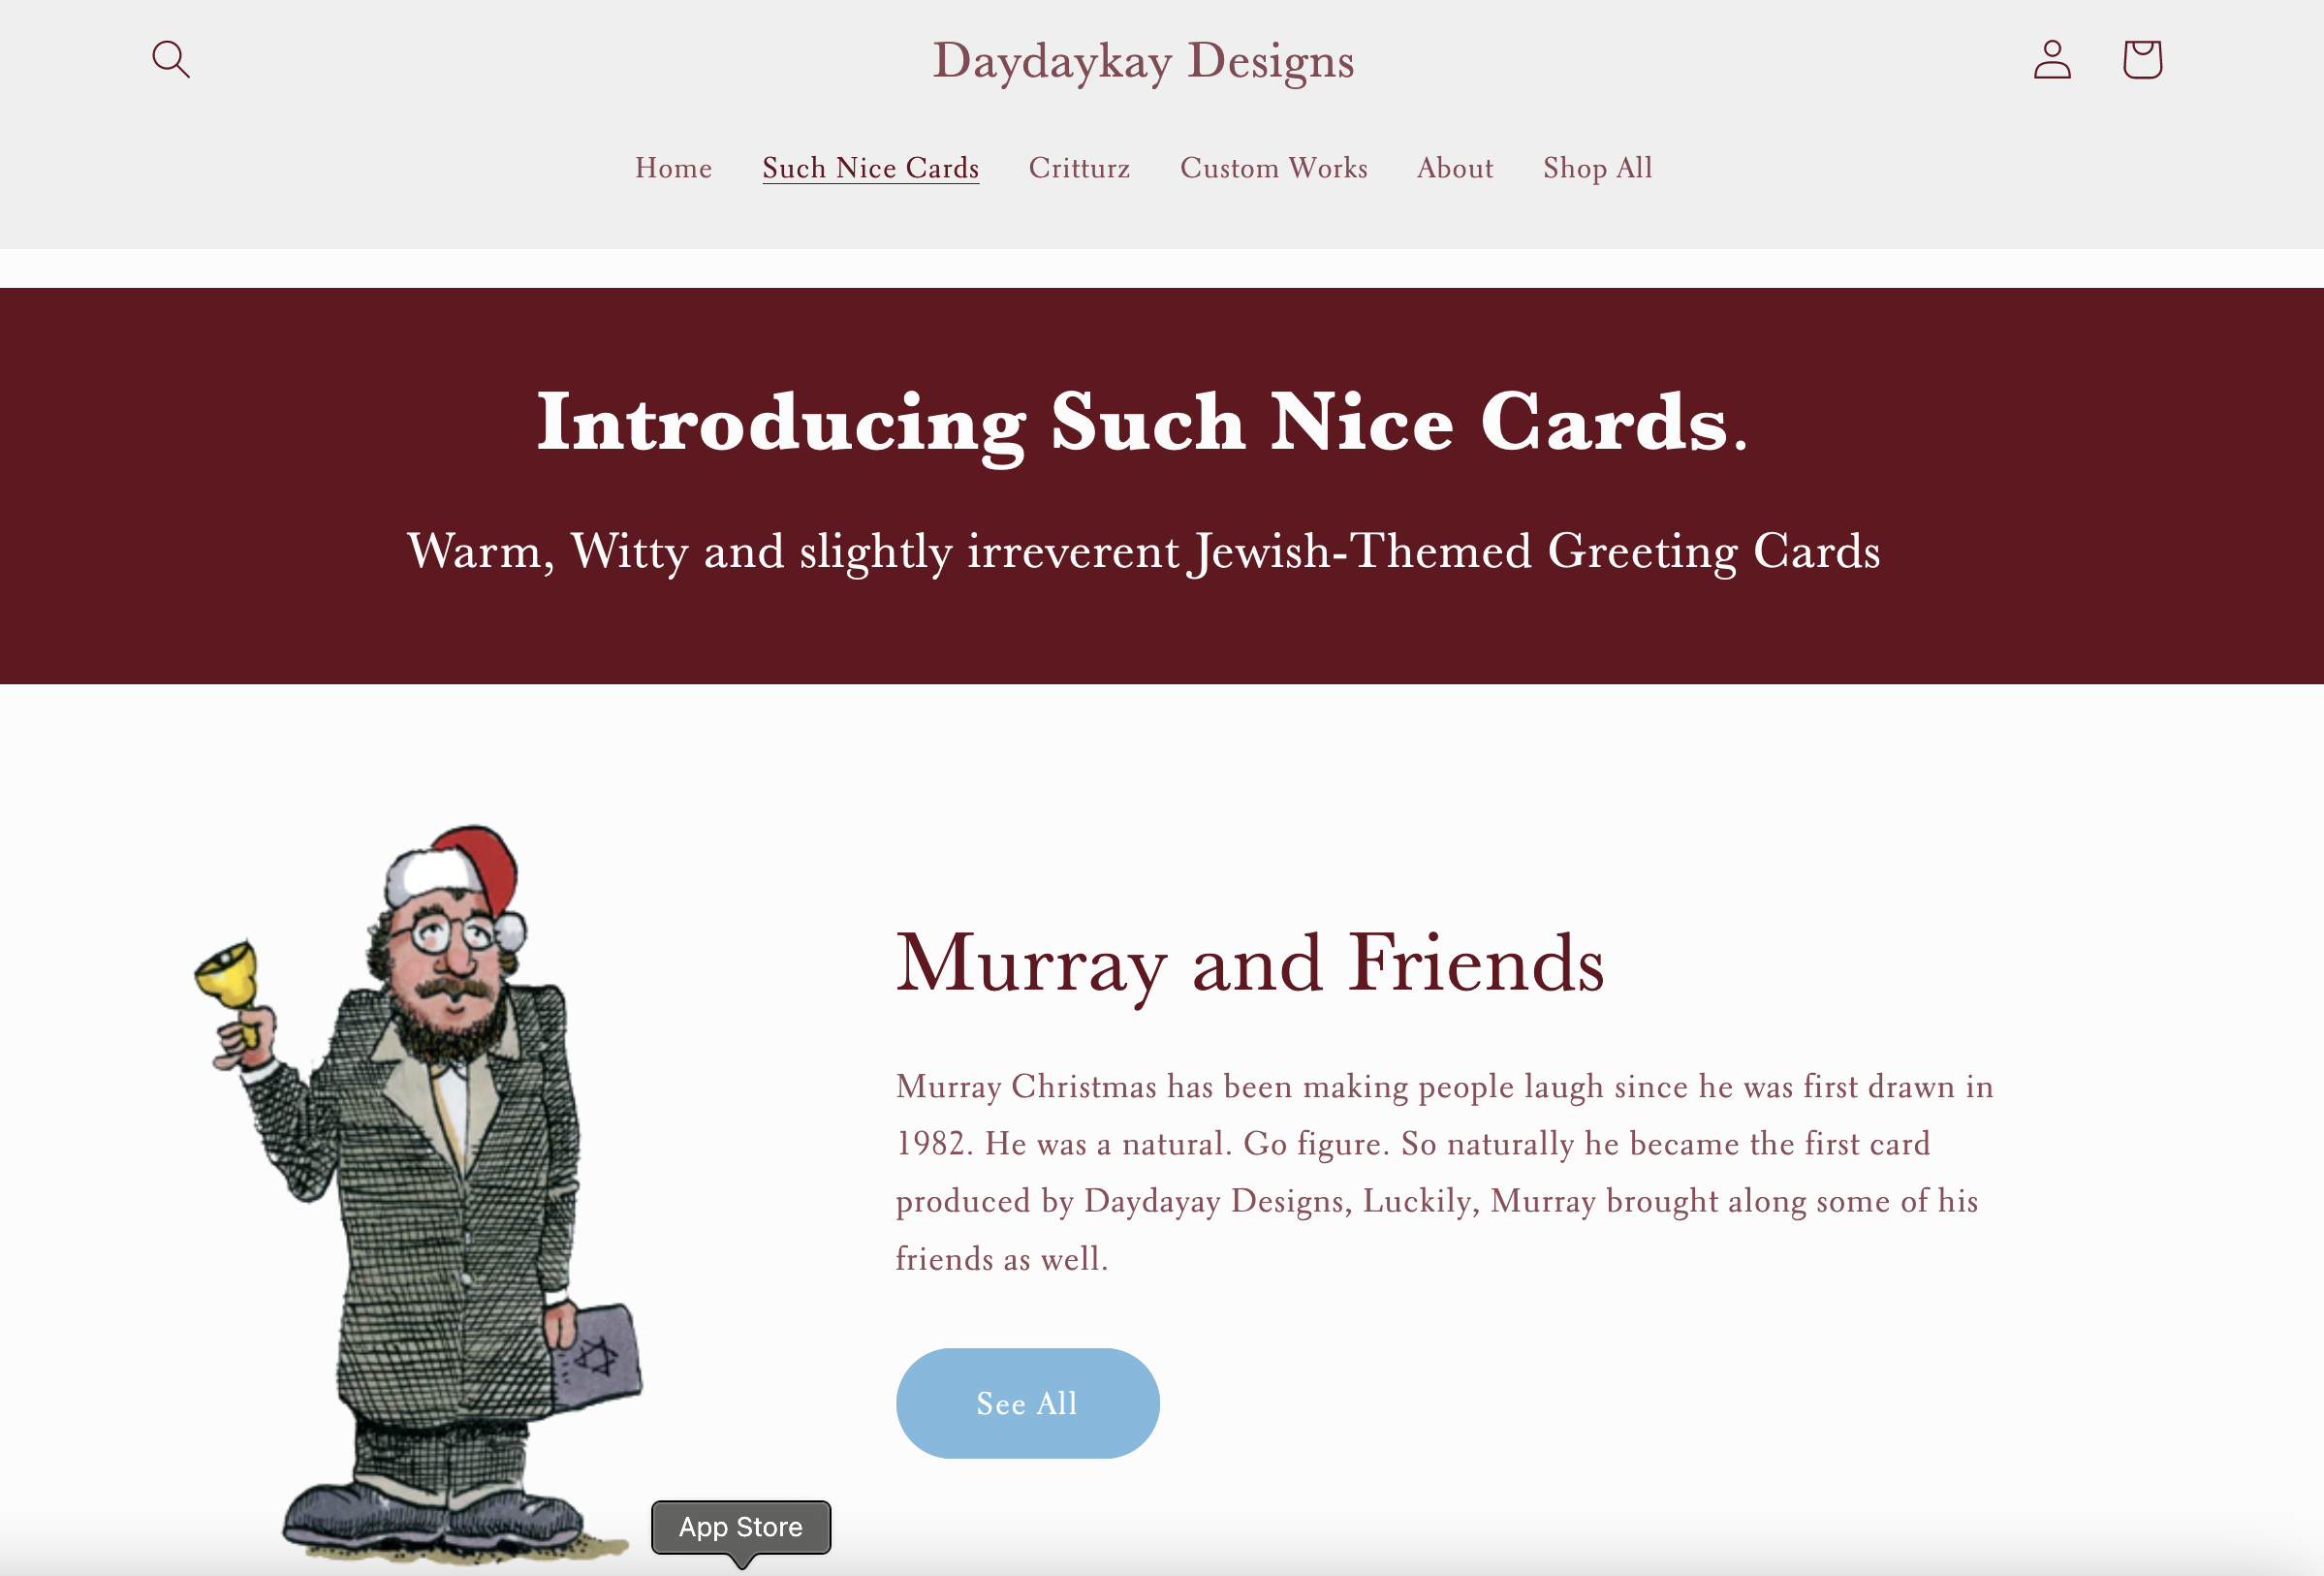 Daydaykay Designs
Home Such Nice Cards Critturz Custom Works About Shop All
Introducing Such Nice Cards.
Warm, Witty and slightly irreverent Jewish-Themed Greeting Cards
Murray and Friends
Murray Christmas has been making people laugh since he was first drawn in
1982. He was a natural. Go figure. So naturally he became the first card
produced by Daydayay Designs, Luckily, Murray brought along some of his
friends as well.
See All
App Store